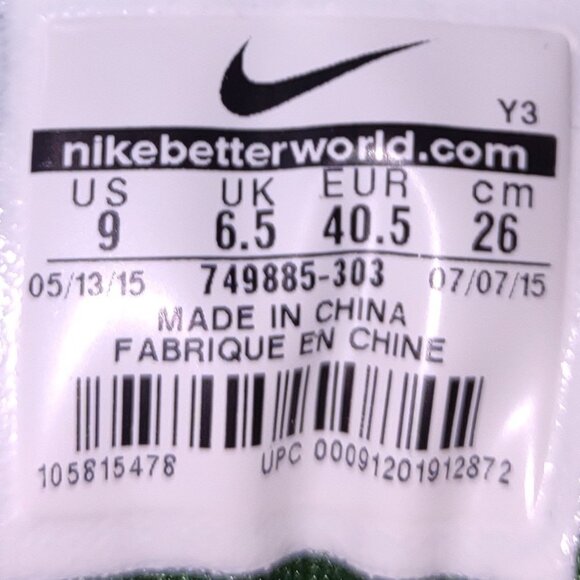 Y3
nikebetterworld.com
US UK EUR cm
9 6.5 40.5 26
05/13/15 749885-303 07/07/15
MADE IN CHINA
FABRIQUE EN CHINE
105815478 UPC 00091201912872